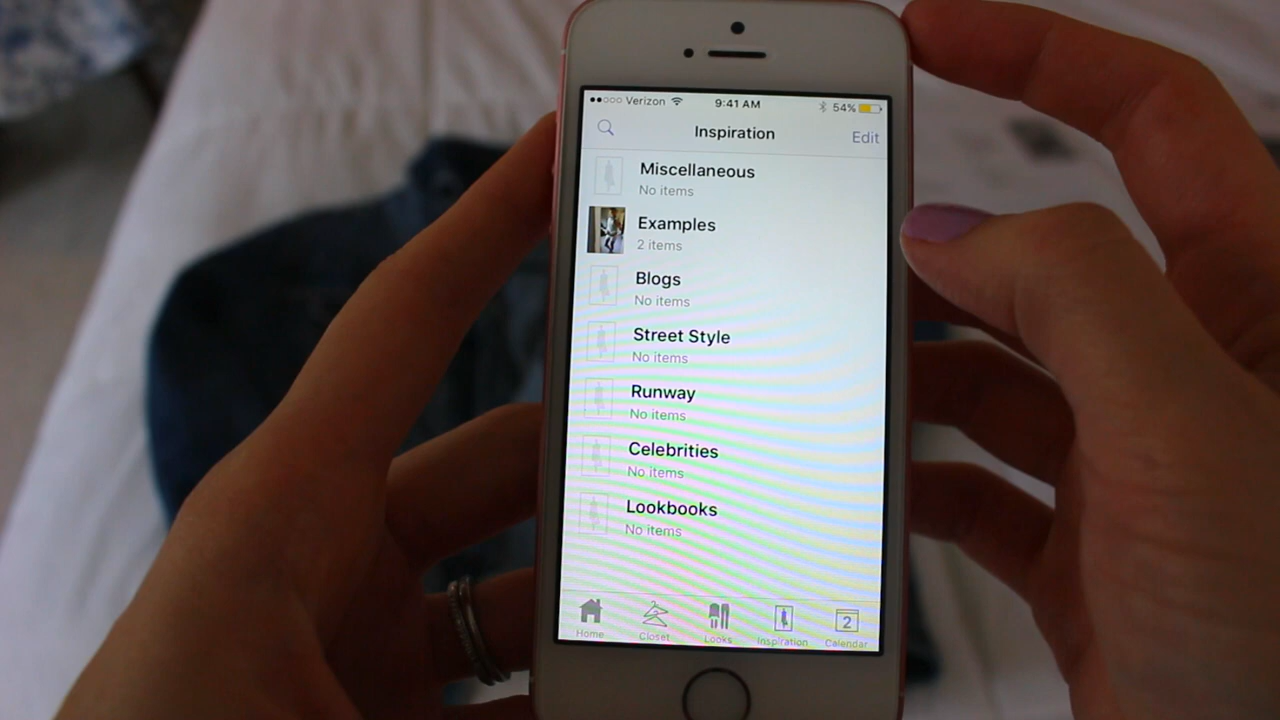 Verizon 9:41 AM 54%
Inspiration Edit
Miscellaneous
No items
Examples
2 items
Blogs
No items
Street Style
No items
Runway
No items
Celebrities
No items
Lookbooks
No items
2
Home Closet Looks Inspiration Calendar